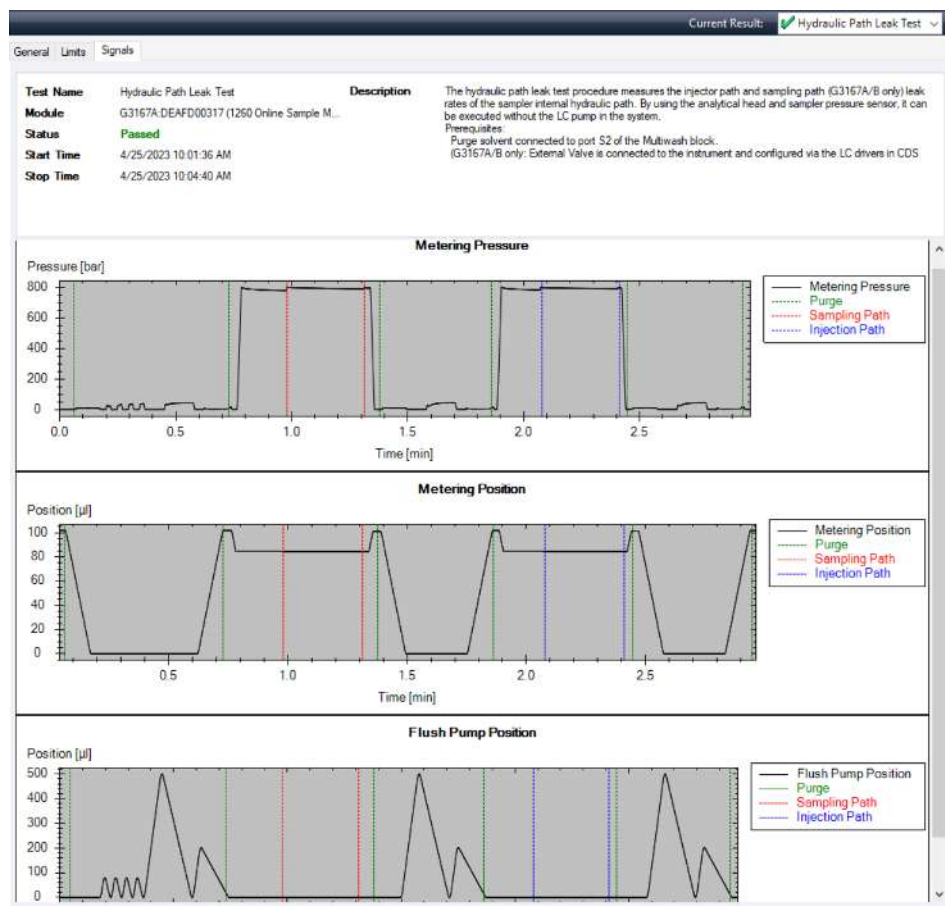 Current Result: Hydraulic Path Leak Test
General Limits Signals
Test Name Hydraulic Path Leak Test Description The hydraulic path leak test procedure measures the injector path and sampling path (G3167A/B only) leak
Module G3167A:DEAFD00317 (1260 Online Sample M... rates of the sampler internal hydraulic path. By using the analytical head and sampler pressure sensor, it can
be executed without the LC pump in the system.
Status Passed Prerequisites:
Purge solvent connected to port S2 of the Multiwash block.
Start Time 4/25/2023 10:01:36 AM (G3167A/B only: External Valve is connected to the instrument and configured via the LC drivers in CDS
Stop Time 4/25/2023 10:04:40 AM
Metering Pressure
Pressure [bar]
800
600
400
200
0
0.0 0.5 1.0 1.5 2.0 2.5
Time [min]
Metering Pressure
Purge
Sampling Path
Injection Path
Metering Position
Position [µl]
100
80
60
40
20
0
0.5 1.0 1.5 2.0 2.5
Time [min]
Metering Position
Purge
Sampling Path
Injection Path
Flush Pump Position
Position [µl]
500
400
300
200
100
0
Flush Pump Position
Purge
Sampling Path
Injection Path